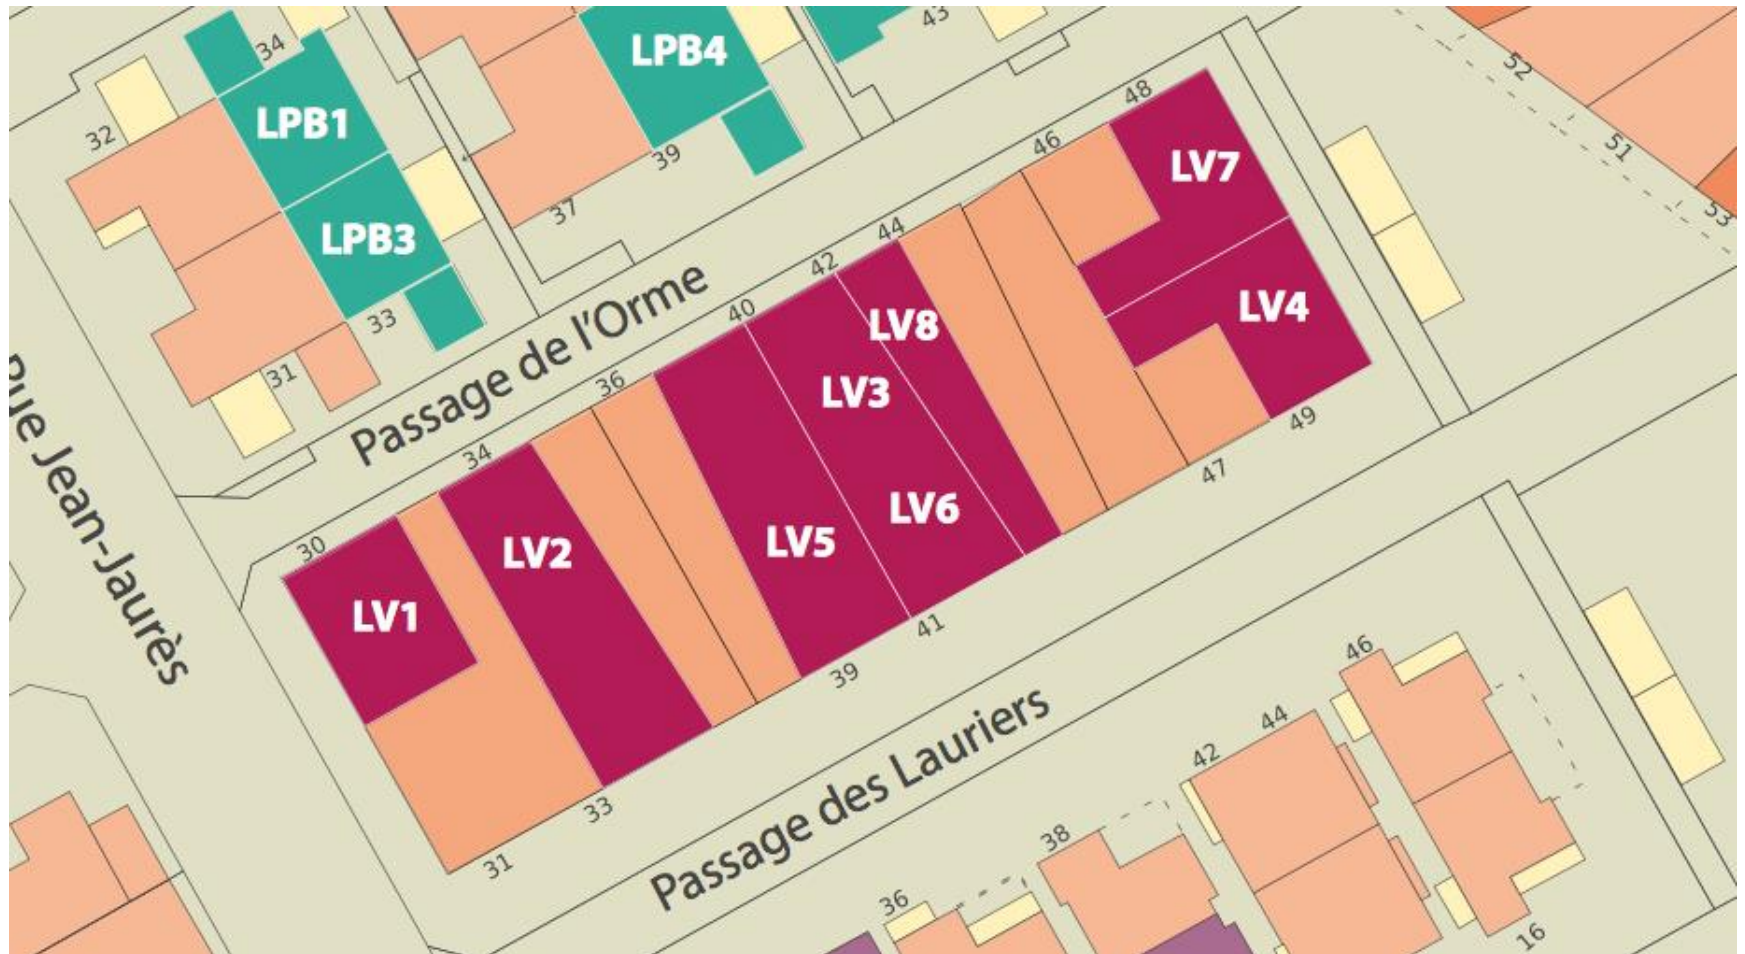 34
LPB1
32
LPB3
33
31
LPB4
39
37
43
52
51
53
Passage de l'Orme
Rue Jean-Jaurès
30
34
36
40
42
44
46
48
LV1
LV2
LV5
LV3
LV6
LV8
LV7
LV4
31
33
39
41
47
49
Passage des Lauriers
36
38
42
44
46
16